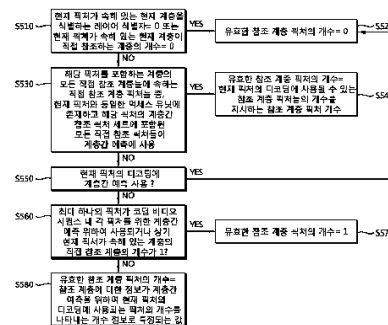 S510
현재 픽처가 속해 있는 현재 계층을
식별하는 레이어 식별자= 0 또는
현재 픽처가 속해 있는 현재 계층이
직접 참조하는 계층의 개수= 0
YES
유효한 참조 계층 픽처의 개수= 0
S52
NO
S530
해당 픽처를 포함하는 계층의
모든 직접 참조 계층들에 속하는
직접 참조 계층 픽처들 중,
현재 픽처와 동일한 억세스 유닛에
존재하고 해당 픽처의 계층간
참조 픽처 세트에 포함된
모든 직접 참조 픽처들이
계층간 예측에 사용
YES
유효한 참조 계층 픽처의 개수=
현재 픽처의 디코딩에 사용될 수 있는
참조 계층 픽처들의 개수를
지시하는 참조 계층 픽처 개수
S54
NO
S550
현재 픽처의 디코딩에
계층간 예측 사용 ?
YES
NO
S560
최대 하나의 픽처가 코딩 비디오
시퀀스 내 각 픽처를 위한 계층간
예측 위하여 사용되거나 상기
현재 픽처가 속해 있는 계층의
직접 참조 계층의 개수가 1?
YES
유효한 참조 계층 픽처의 개수= 1
S57
NO
S580
유효한 참조 계층 픽처의 개수=
참조 계층에 대한 정보가 계층간
예측을 위하여 현재 픽처의
디코딩에 사용되는 픽처의 개수를
나타내는 개수 정보로 특정되는 값